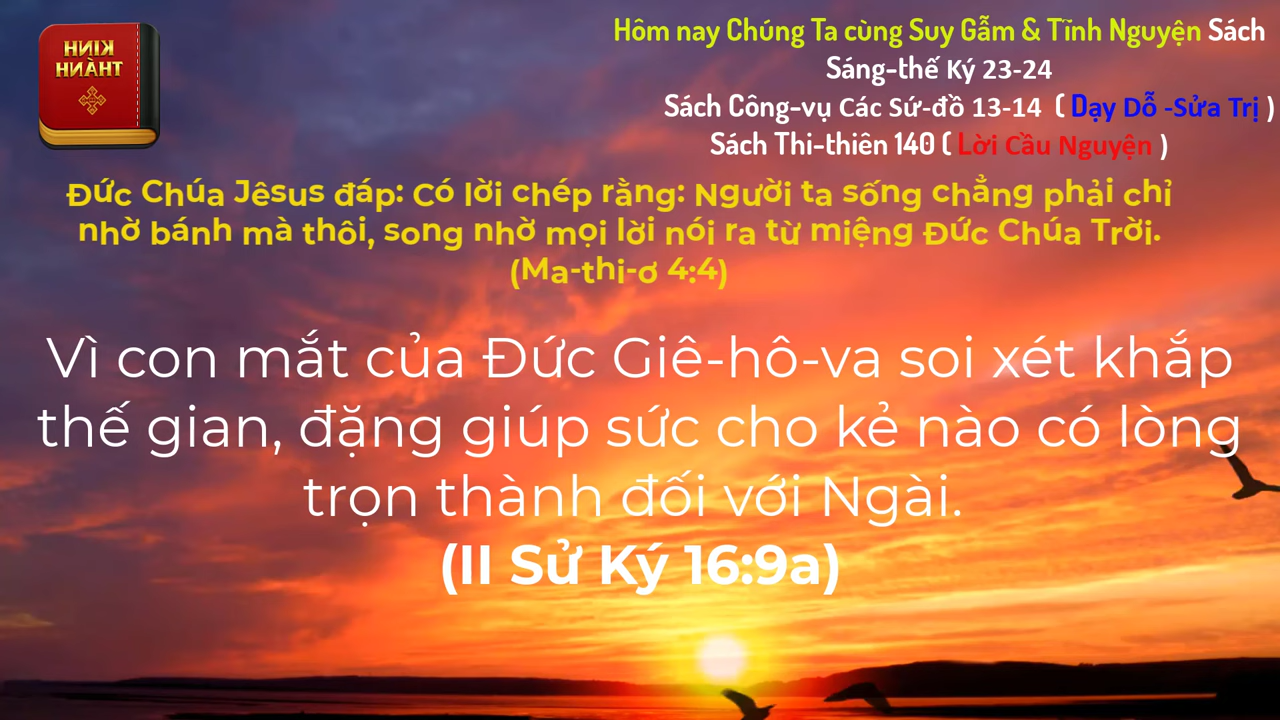 KINH
THÀNH
Hôm nay Chúng Ta cùng Suy Gẫm & Tĩnh Nguyện Sách
Sáng-thế Ký 23-24
Sách Công-vụ Các Sứ-đồ 13-14 ( Dạy Dỗ -Sửa Trị )
Sách Thi-thiên 140 ( Lời Cầu Nguyện )
Đức Chúa Jêsus đáp: Có lời chép rằng: Người ta sống chẳng phải chỉ
nhờ bánh mà thôi, song nhờ mọi lời nói ra từ miệng Đức Chúa Trời.
(Ma-thi-ơ 4:4)
Vì con mắt của Đức Giê-hô-va soi xét khắp
thế gian, đặng giúp sức cho kẻ nào có lòng
trọn thành đối với Ngài.
(II Sử Ký 16:9a)